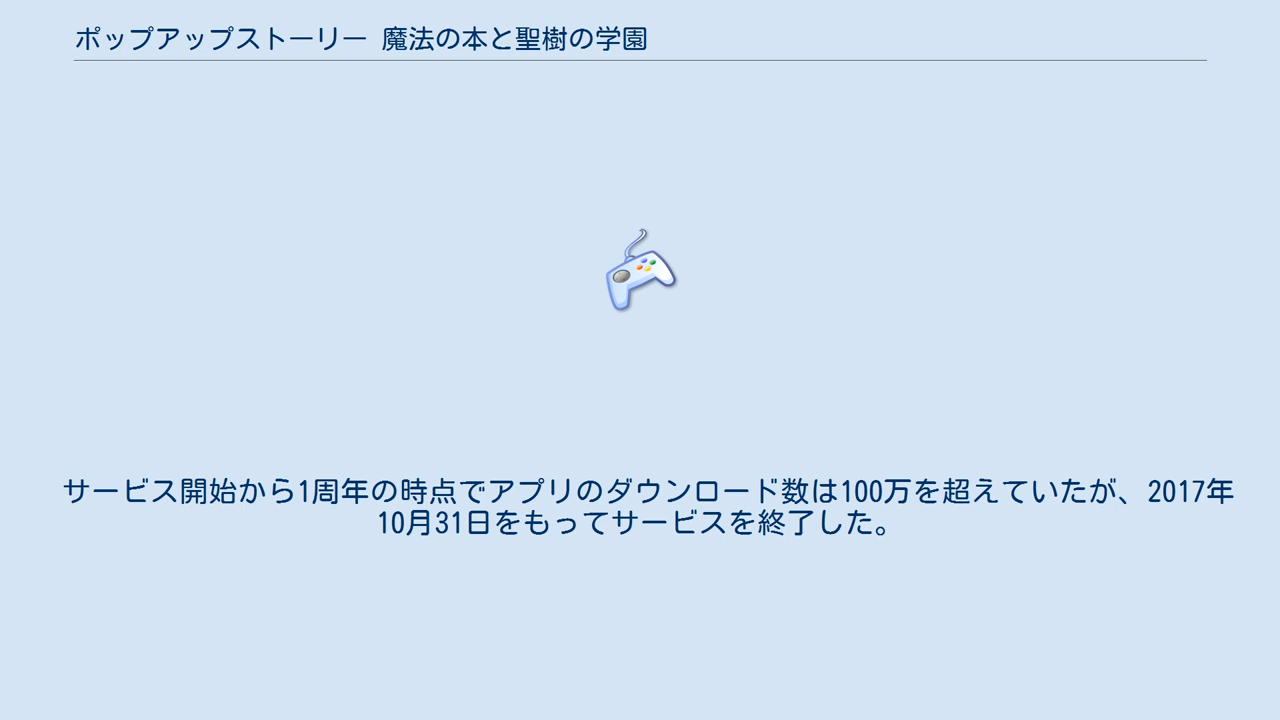 ポップアップストーリー 魔法の本と聖樹の学園
サービス開始から1周年の時点でアプリのダウンロード数は100万を超えていたが、2017年
10月31日をもってサービスを終了した。